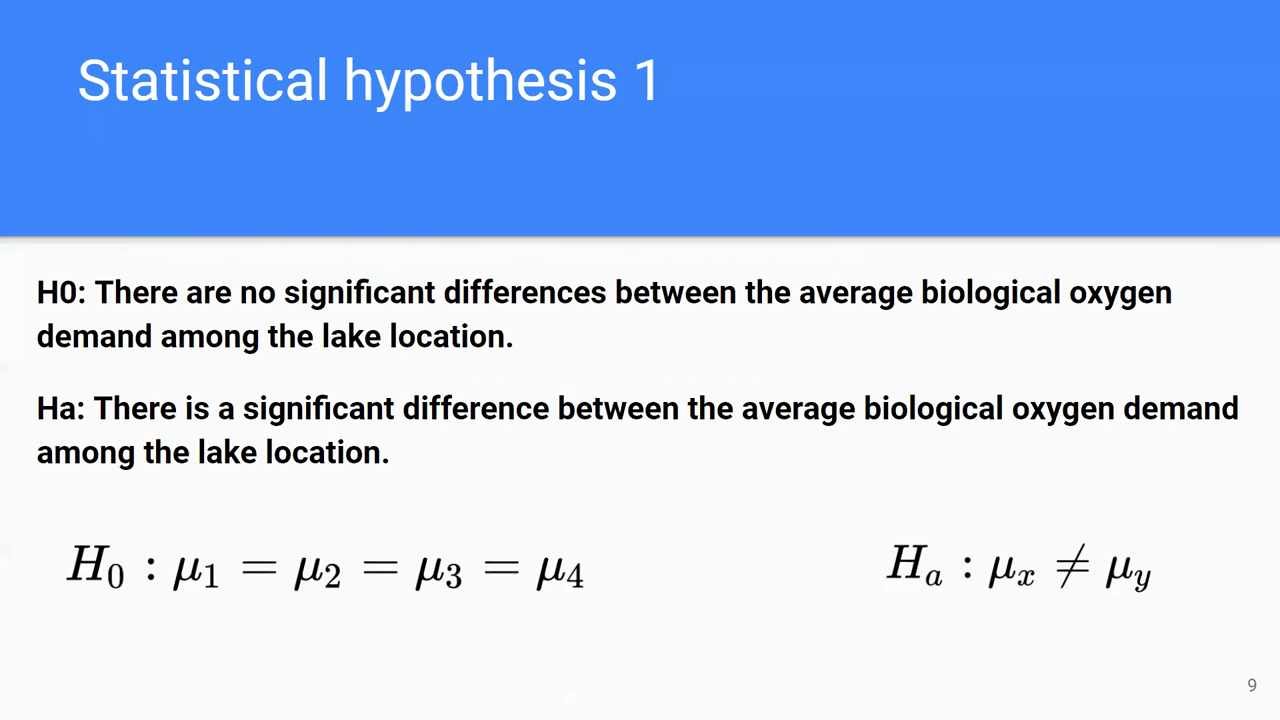 Statistical hypothesis 1
H0: There are no significant differences between the average biological oxygen
demand among the lake location.
Ha: There is a significant difference between the average biological oxygen demand
among the lake location.
H₀ : μ₁ = μ₂ = μ₃ = μ₄
Hₐ : μₓ ≠ μ_y
9